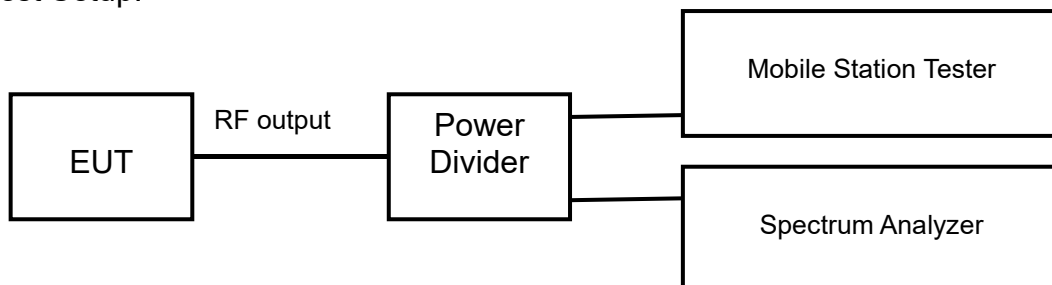 RF output
EUT
Power
Divider
Mobile Station Tester
Spectrum Analyzer